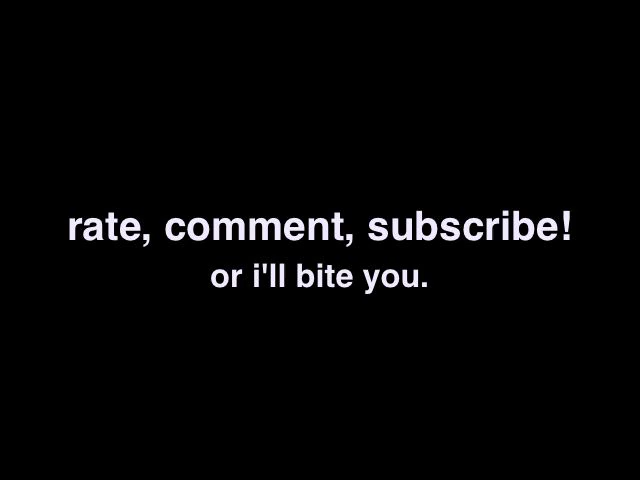 rate, comment, subscribe!
or i'll bite you.